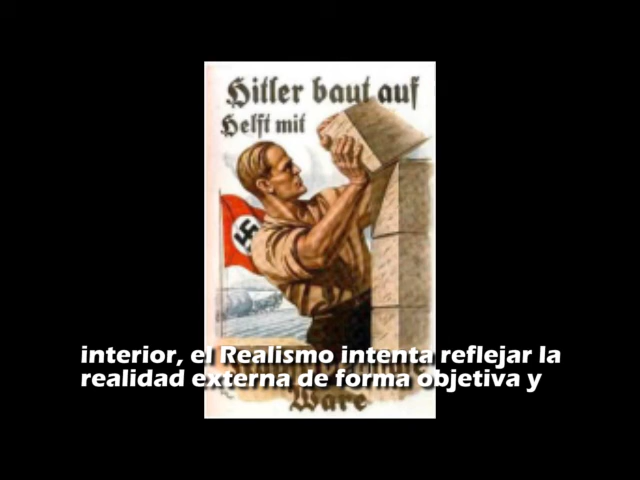 Hitler baut auf
Helft mit
interior, el Realismo intenta reflejar la
realidad externa de forma objetiva y
Ware